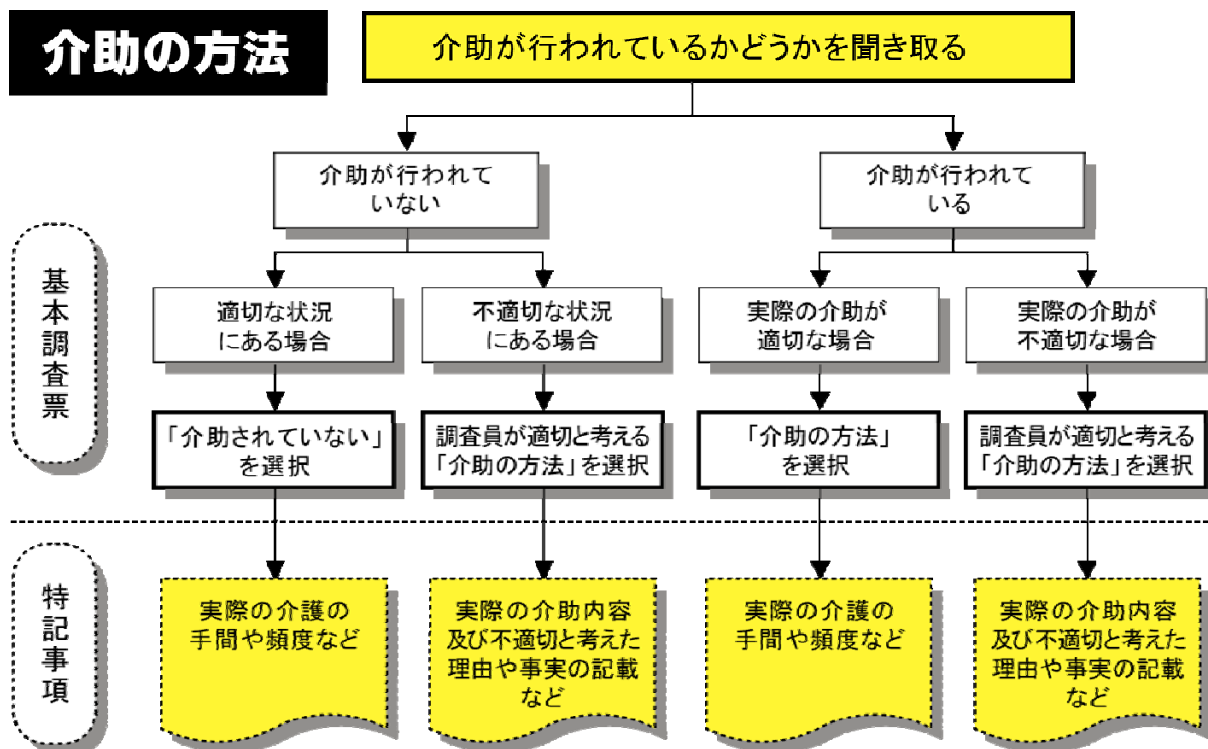 介助の方法
介助が行われているかどうかを聞き取る
介助が行われて
いない
介助が行われて
いる
基本調査票
適切な状況
にある場合
不適切な状況
にある場合
実際の介助が
適切な場合
実際の介助が
不適切な場合
「介助されていない」
を選択
調査員が適切と考える
「介助の方法」を選択
「介助の方法」
を選択
調査員が適切と考える
「介助の方法」を選択
特記事項
実際の介護の
手間や頻度など
実際の介助内容
及び不適切と考えた
理由や事実の記載
など
実際の介護の
手間や頻度など
実際の介助内容
及び不適切と考えた
理由や事実の記載
など